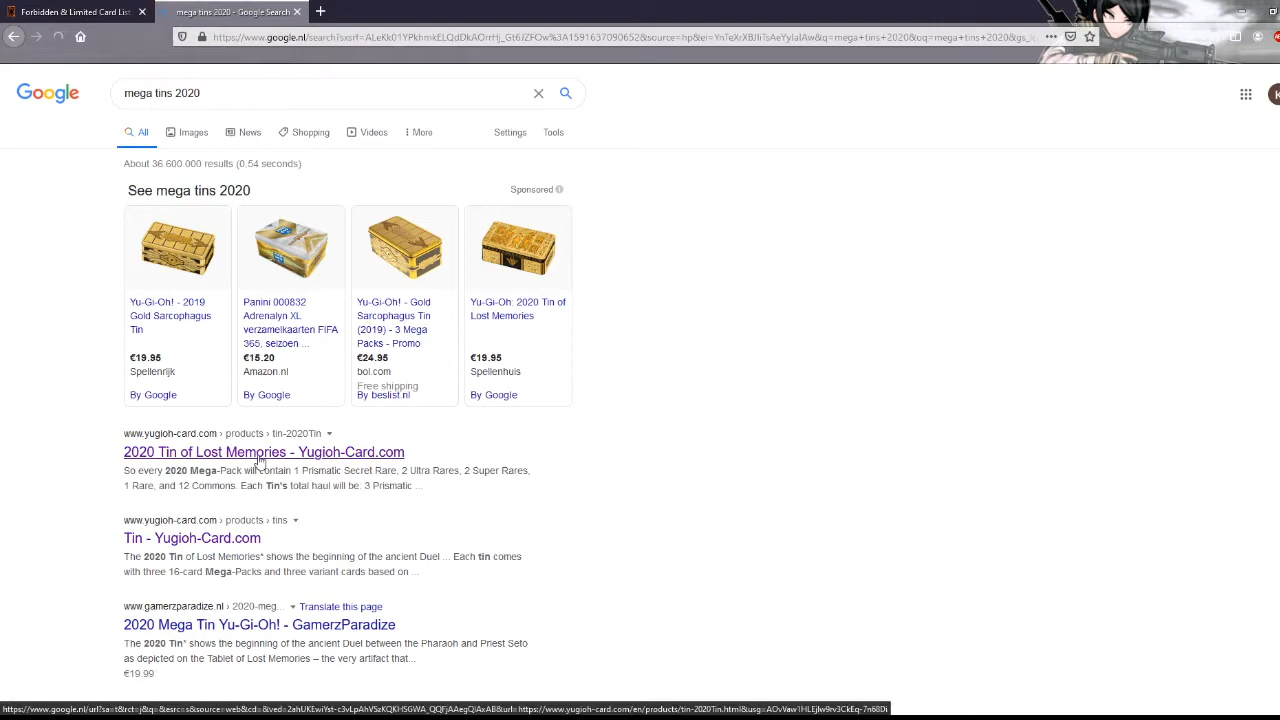 Forbidden & Limited Card List
mega tins 2020 - Google Search
Google
mega tins 2020
All
Images
News
Shopping
Videos
More
Settings
Tools
About 36.600.000 results (0,54 seconds)
See mega tins 2020
Sponsored
Yu-Gi-Oh! - 2019
Gold Sarcophagus
Tin
€19.95
Spellenrijk
By Google
Panini 000832
Adrenalyn XL
verzamelkaarten FIFA
365, seizoen ...
€15.20
Amazon.nl
By Google
Yu-Gi-Oh! - Gold
Sarcophagus Tin
(2019) - 3 Mega
Packs - Promo
€24.95
bol.com
Free shipping
By beslist.nl
Yu-Gi-Oh: 2020 Tin of
Lost Memories
€19.95
Spellenhuis
By Google
www.yugioh-card.com › products › tin-2020Tin
2020 Tin of Lost Memories - Yugioh-Card.com
So every 2020 Mega-Pack will contain 1 Prismatic Secret Rare, 2 Ultra Rares, 2 Super Rares,
1 Rare, and 12 Commons. Each Tin's total haul will be: 3 Prismatic ...
www.yugioh-card.com › products › tins
Tin - Yugioh-Card.com
The 2020 Tin of Lost Memories* shows the beginning of the ancient Duel ... Each tin comes
with three 16-card Mega-Packs and three variant cards based on ...
www.gamerzparadize.nl › 2020-meg... Translate this page
2020 Mega Tin Yu-Gi-Oh! - GamerzParadize
The 2020 Tin* shows the beginning of the ancient Duel between the Pharaoh and Priest Seto
as depicted on the Tablet of Lost Memories – the very artifact that...
€19.99